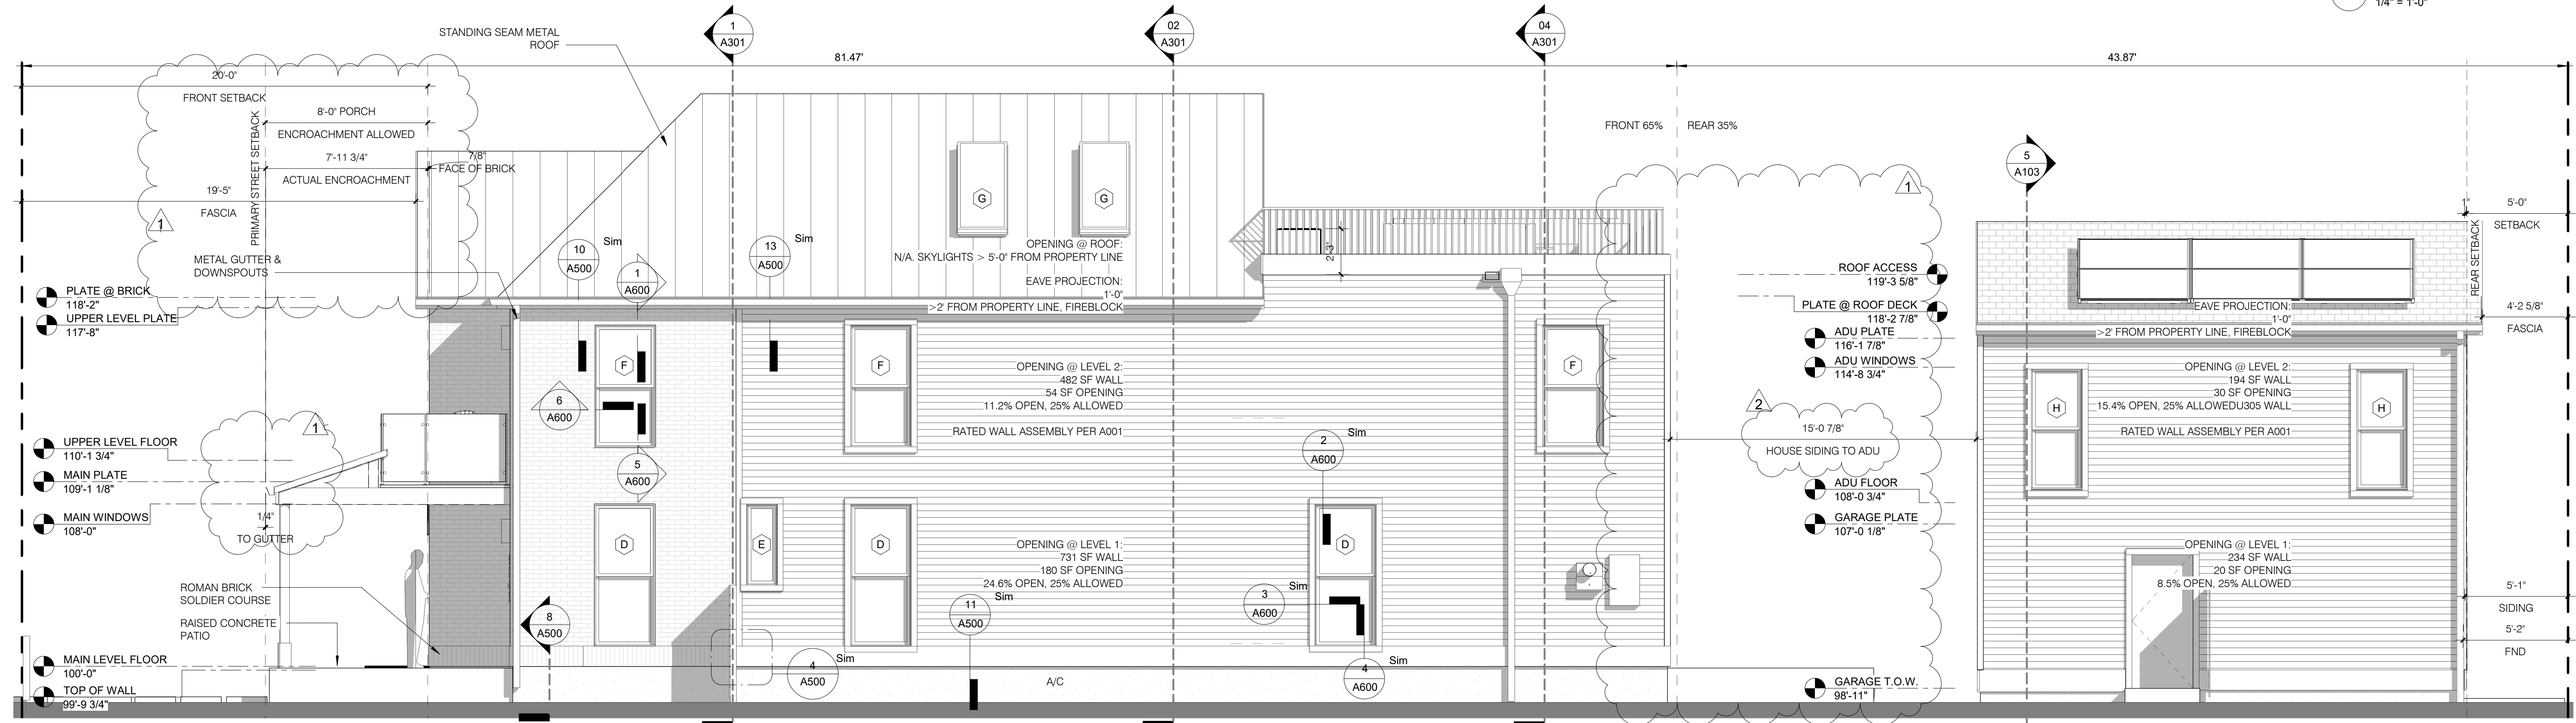 1/4" = 1'-0"
1
A301
02
A301
04
A301
STANDING SEAM METAL
ROOF
81.47'
43.87'
20'-0"
FRONT SETBACK
8'-0" PORCH
ENCROACHMENT ALLOWED
7'-11 3/4"
ACTUAL ENCROACHMENT
7/8"
FACE OF BRICK
PRIMARY STREET SETBACK
19'-5"
FASCIA
1
FRONT 65%
REAR 35%
5
A103
1
1"
5'-0"
SETBACK
REAR SETBACK
G
G
10
A500
Sim
13
A500
Sim
1
A600
METAL GUTTER &
DOWNSPOUTS
OPENING @ ROOF:
N/A. SKYLIGHTS > 5'-0" FROM PROPERTY LINE
EAVE PROJECTION:
1'-0"
>2' FROM PROPERTY LINE, FIREBLOCK
2'-3"
PLATE @ BRICK
118'-2"
UPPER LEVEL PLATE
117'-8"
ROOF ACCESS
119'-3 5/8"
PLATE @ ROOF DECK
118'-2 7/8"
ADU PLATE
116'-1 7/8"
ADU WINDOWS
114'-8 3/4"
EAVE PROJECTION:
1'-0"
>2' FROM PROPERTY LINE, FIREBLOCK
4'-2 5/8"
FASCIA
F
F
F
OPENING @ LEVEL 2:
482 SF WALL
54 SF OPENING
11.2% OPEN, 25% ALLOWED
RATED WALL ASSEMBLY PER A001
6
A600
5
A600
2
A600
Sim
2
15'-0 7/8"
HOUSE SIDING TO ADU
H
H
OPENING @ LEVEL 2:
194 SF WALL
30 SF OPENING
15.4% OPEN, 25% ALLOWEDU305 WALL
RATED WALL ASSEMBLY PER A001
1
UPPER LEVEL FLOOR
110'-1 3/4"
MAIN PLATE
109'-1 1/8"
MAIN WINDOWS
108'-0"
1/4"
TO GUTTER
ADU FLOOR
108'-0 3/4"
GARAGE PLATE
107'-0 1/8"
D
E
D
D
OPENING @ LEVEL 1:
731 SF WALL
180 SF OPENING
24.6% OPEN, 25% ALLOWED
OPENING @ LEVEL 1:
234 SF WALL
20 SF OPENING
8.5% OPEN, 25% ALLOWED
ROMAN BRICK
SOLDIER COURSE
RAISED CONCRETE
PATIO
8
A500
11
A500
Sim
3
A600
Sim
5'-1"
SIDING
5'-2"
FND
MAIN LEVEL FLOOR
100'-0"
TOP OF WALL
99'-9 3/4"
4
A500
Sim
A/C
4
A600
Sim
GARAGE T.O.W.
98'-11"